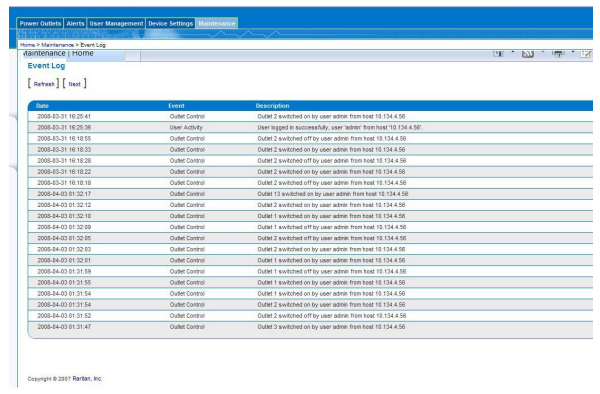 Power Outlets Alerts User Management Device Settings Maintenance
Home > Maintenance > Event Log
Maintenance | Home
Event Log
[ Refresh ] [ Next ]
Date Event Description
2008-03-31 16:25:41 Outlet Control Outlet 2 switched on by user admin from host 10.134.4.56
2008-03-31 16:25:36 User Activity User logged in successfully, user 'admin' from host '10.134.4.56'.
2008-03-31 16:18:55 Outlet Control Outlet 2 switched off by user admin from host 10.134.4.56
2008-03-31 16:18:33 Outlet Control Outlet 2 switched on by user admin from host 10.134.4.56
2008-03-31 16:18:28 Outlet Control Outlet 2 switched off by user admin from host 10.134.4.56
2008-03-31 16:18:22 Outlet Control Outlet 2 switched on by user admin from host 10.134.4.56
2008-03-31 16:18:18 Outlet Control Outlet 2 switched off by user admin from host 10.134.4.56
2008-04-03 01:32:17 Outlet Control Outlet 13 switched on by user admin from host 10.134.4.56
2008-04-03 01:32:12 Outlet Control Outlet 2 switched on by user admin from host 10.134.4.56
2008-04-03 01:32:10 Outlet Control Outlet 1 switched on by user admin from host 10.134.4.56
2008-04-03 01:32:09 Outlet Control Outlet 1 switched off by user admin from host 10.134.4.56
2008-04-03 01:32:05 Outlet Control Outlet 2 switched off by user admin from host 10.134.4.56
2008-04-03 01:32:03 Outlet Control Outlet 2 switched on by user admin from host 10.134.4.56
2008-04-03 01:32:01 Outlet Control Outlet 1 switched on by user admin from host 10.134.4.56
2008-04-03 01:31:59 Outlet Control Outlet 1 switched off by user admin from host 10.134.4.56
2008-04-03 01:31:55 Outlet Control Outlet 1 switched off by user admin from host 10.134.4.56
2008-04-03 01:31:54 Outlet Control Outlet 1 switched on by user admin from host 10.134.4.56
2008-04-03 01:31:54 Outlet Control Outlet 2 switched on by user admin from host 10.134.4.56
2008-04-03 01:31:52 Outlet Control Outlet 2 switched off by user admin from host 10.134.4.56
2008-04-03 01:31:47 Outlet Control Outlet 3 switched on by user admin from host 10.134.4.56
Copyright © 2007 Raritan, Inc.